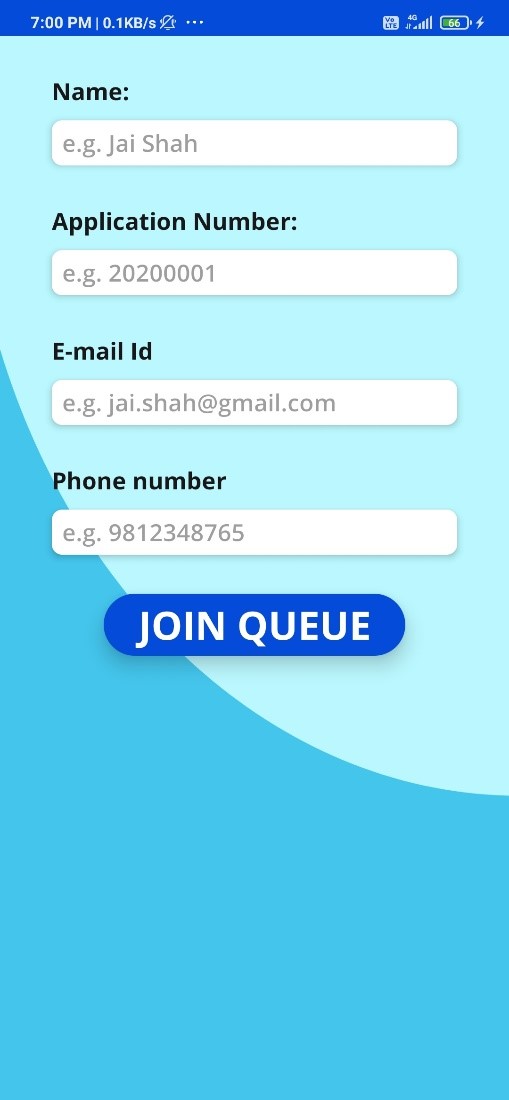 7:00 PM | 0.1KB/s ...
Vo LTE 4G 66
Name:
e.g. Jai Shah
Application Number:
e.g. 20200001
E-mail Id
e.g. jai.shah@gmail.com
Phone number
e.g. 9812348765
JOIN QUEUE